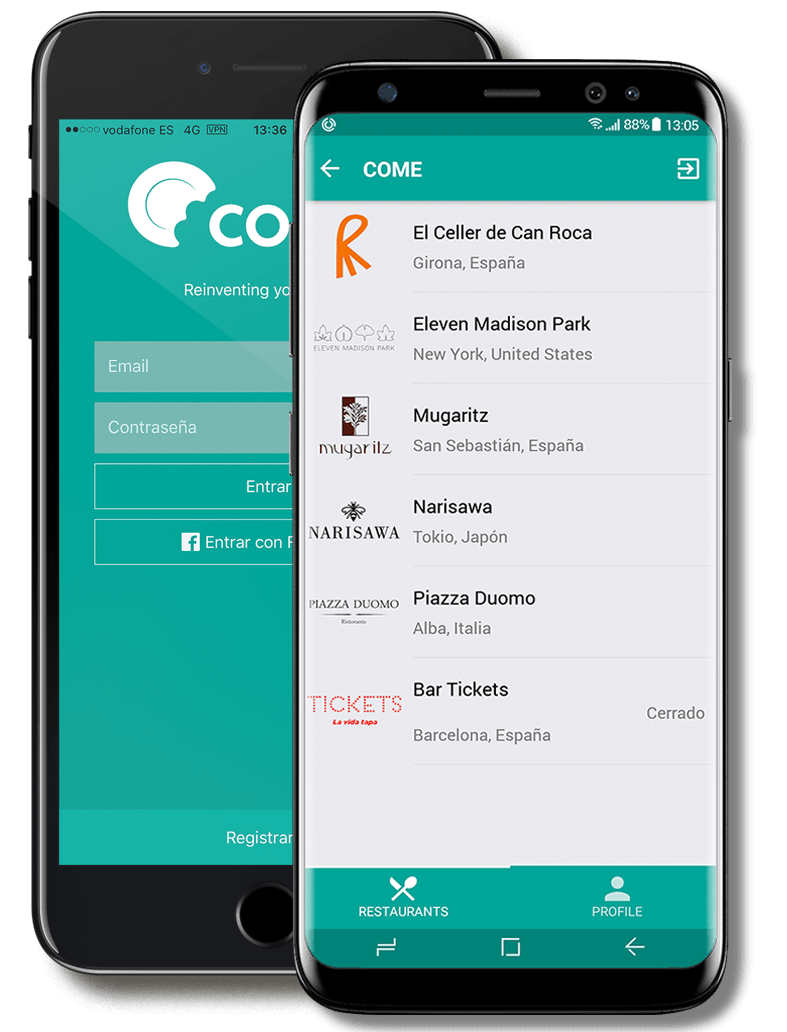 vodafone ES 4G VPN 13:36
co
Reinventing yo
Email
Contraseña
Entrar
Entrar con F
Registrar
88% 13:05
COME
El Celler de Can Roca
Girona, España
ELEVEN MADISON PARK
Eleven Madison Park
New York, United States
mugaritz
Mugaritz
San Sebastián, España
NARISAWA
Narisawa
Tokio, Japón
PIAZZA DUOMO
Ristorante
Piazza Duomo
Alba, Italia
TICKETS
La vida tapa
Bar Tickets
Cerrado
Barcelona, España
RESTAURANTS
PROFILE